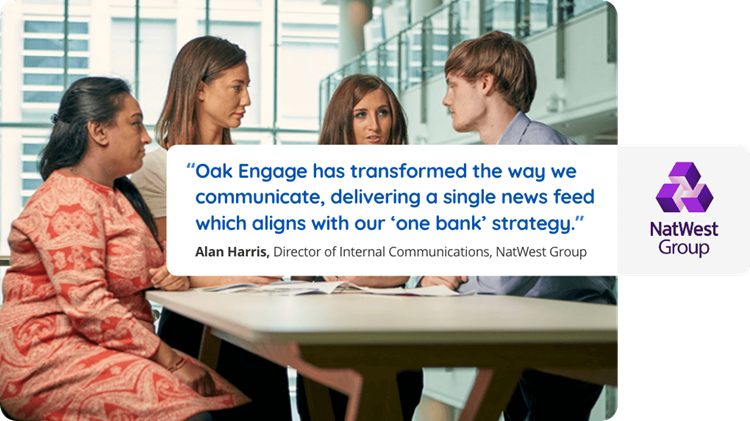 “Oak Engage has transformed the way we
communicate, delivering a single news feed
which aligns with our ‘one bank’ strategy.”
Alan Harris, Director of Internal Communications, NatWest Group
NatWest
Group